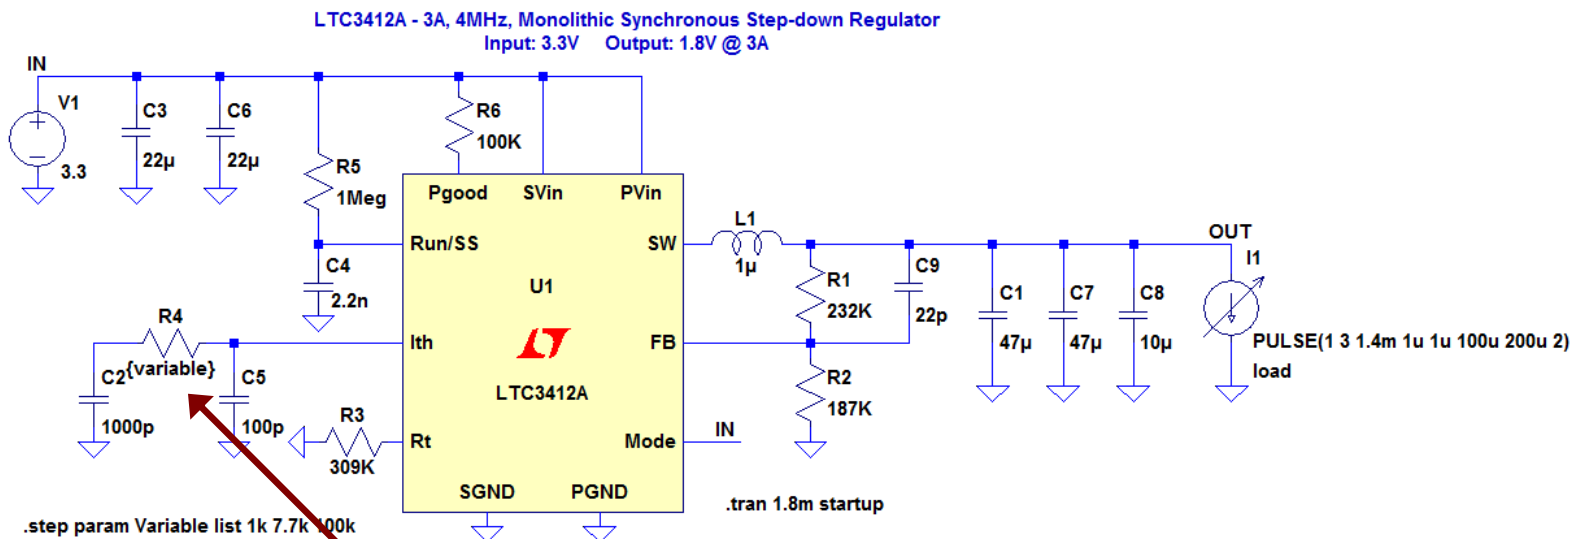 LTC3412A - 3A, 4MHz, Monolithic Synchronous Step-down Regulator
Input: 3.3V Output: 1.8V @ 3A
IN
V1
3.3
C3
22µ
C6
22µ
R5
1Meg
R6
100K
Pgood
SVin
PVin
Run/SS
SW
C4
2.2n
U1
L1
1µ
R1
232K
C9
22p
C1
47µ
C7
47µ
C8
10µ
OUT
I1
PULSE(1 3 1.4m 1u 1u 100u 200u 2)
load
R4
{variable}
C2
1000p
C5
100p
Ith
FB
LTC3412A
R2
187K
R3
309K
Rt
Mode
IN
SGND
PGND
.tran 1.8m startup
.step param Variable list 1k 7.7k 100k